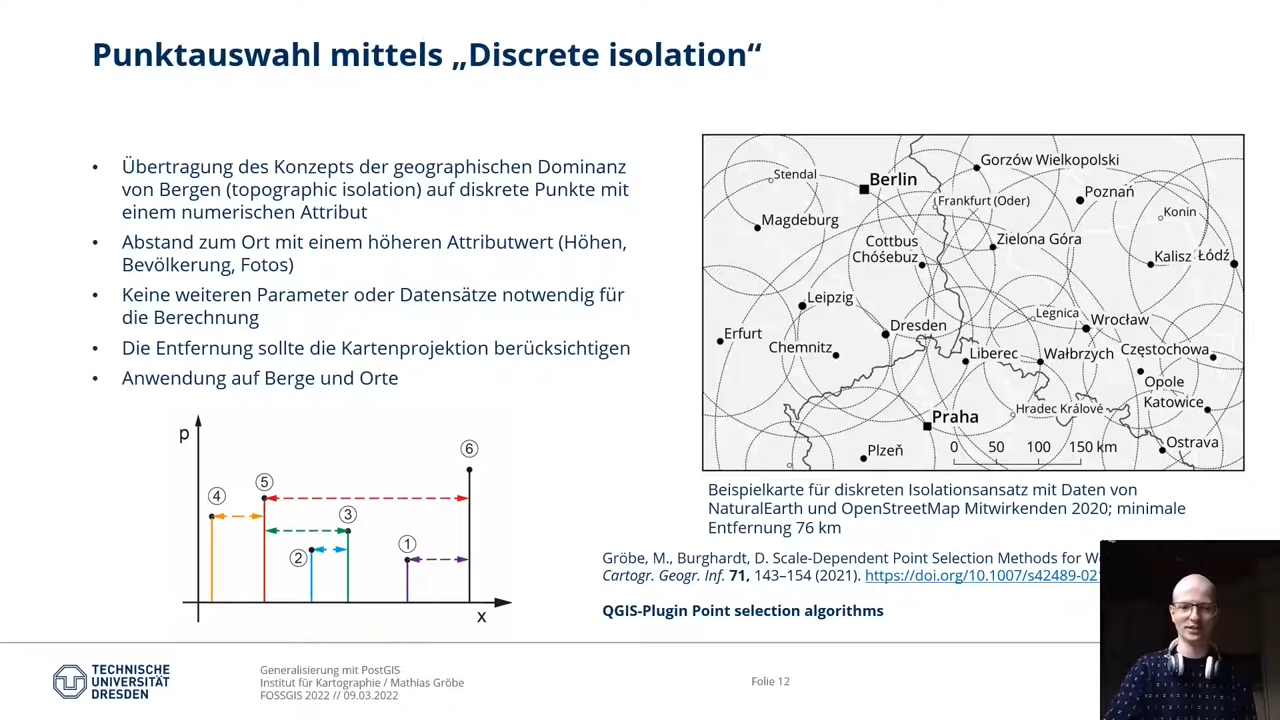 Punktauswahl mittels „Discrete isolation“
• Übertragung des Konzepts der geographischen Dominanz
von Bergen (topographic isolation) auf diskrete Punkte mit
einem numerischen Attribut
• Abstand zum Ort mit einem höheren Attributwert (Höhen,
Bevölkerung, Fotos)
• Keine weiteren Parameter oder Datensätze notwendig für
die Berechnung
• Die Entfernung sollte die Kartenprojektion berücksichtigen
• Anwendung auf Berge und Orte
p
6
5
4
3
1
2
x
Gorzów Wielkopolski
Stendal
Berlin
Poznań
Frankfurt (Oder)
Konin
Magdeburg
Cottbus
Chóśebuz
Zielona Góra
Kalisz
Łódź
Leipzig
Legnica
Wrocław
Dresden
Erfurt
Chemnitz
Liberec
Wałbrzych
Częstochowa
Opole
Katowice
Hradec Králové
Praha
Ostrava
Plzeň
0 50 100 150 km
Beispielkarte für diskreten Isolationsansatz mit Daten von
NaturalEarth und OpenStreetMap Mitwirkenden 2020; minimale
Entfernung 76 km
Gröbe, M., Burghardt, D. Scale-Dependent Point Selection Methods for
Cartogr. Geogr. Inf. 71, 143–154 (2021). https://doi.org/10.1007/s42489-02
QGIS-Plugin Point selection algorithms
TECHNISCHE
UNIVERSITÄT
DRESDEN
Generalisierung mit PostGIS
Institut für Kartographie / Mathias Gröbe
FOSSGIS 2022 // 09.03.2022
Folie 12